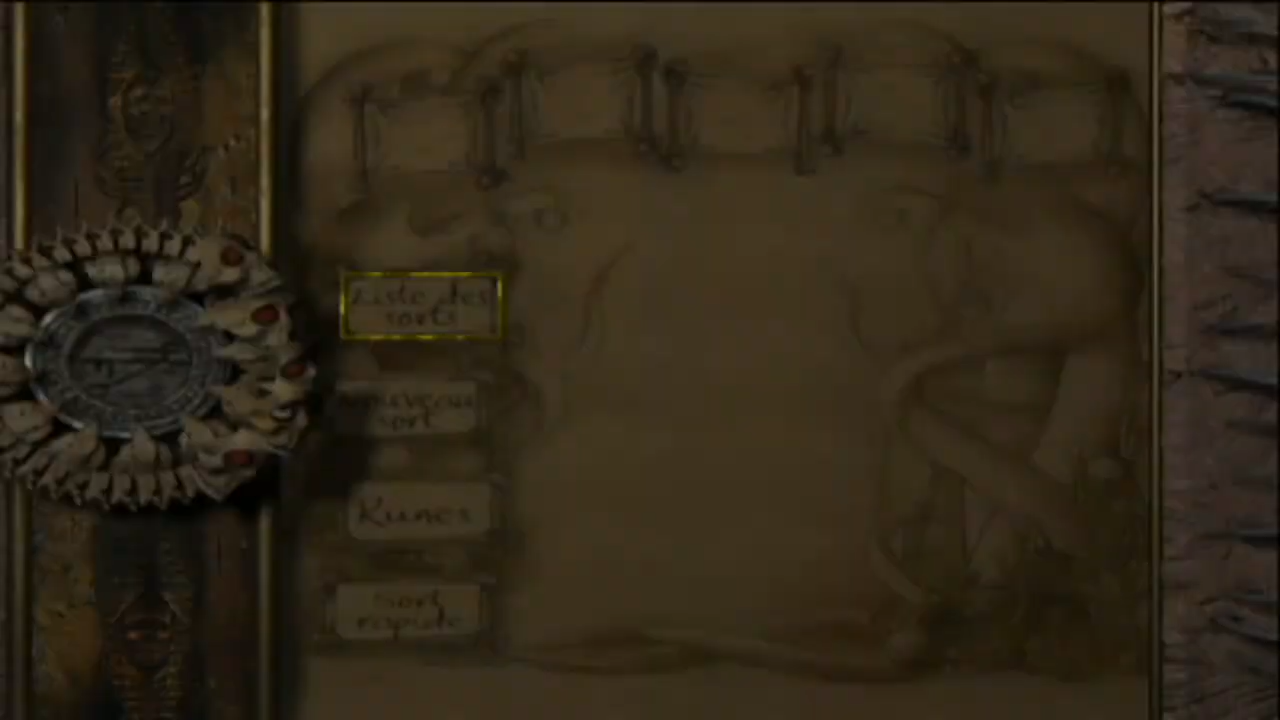 Liste des
sorts
Nouveau
sort
Runes
Sort
rapide